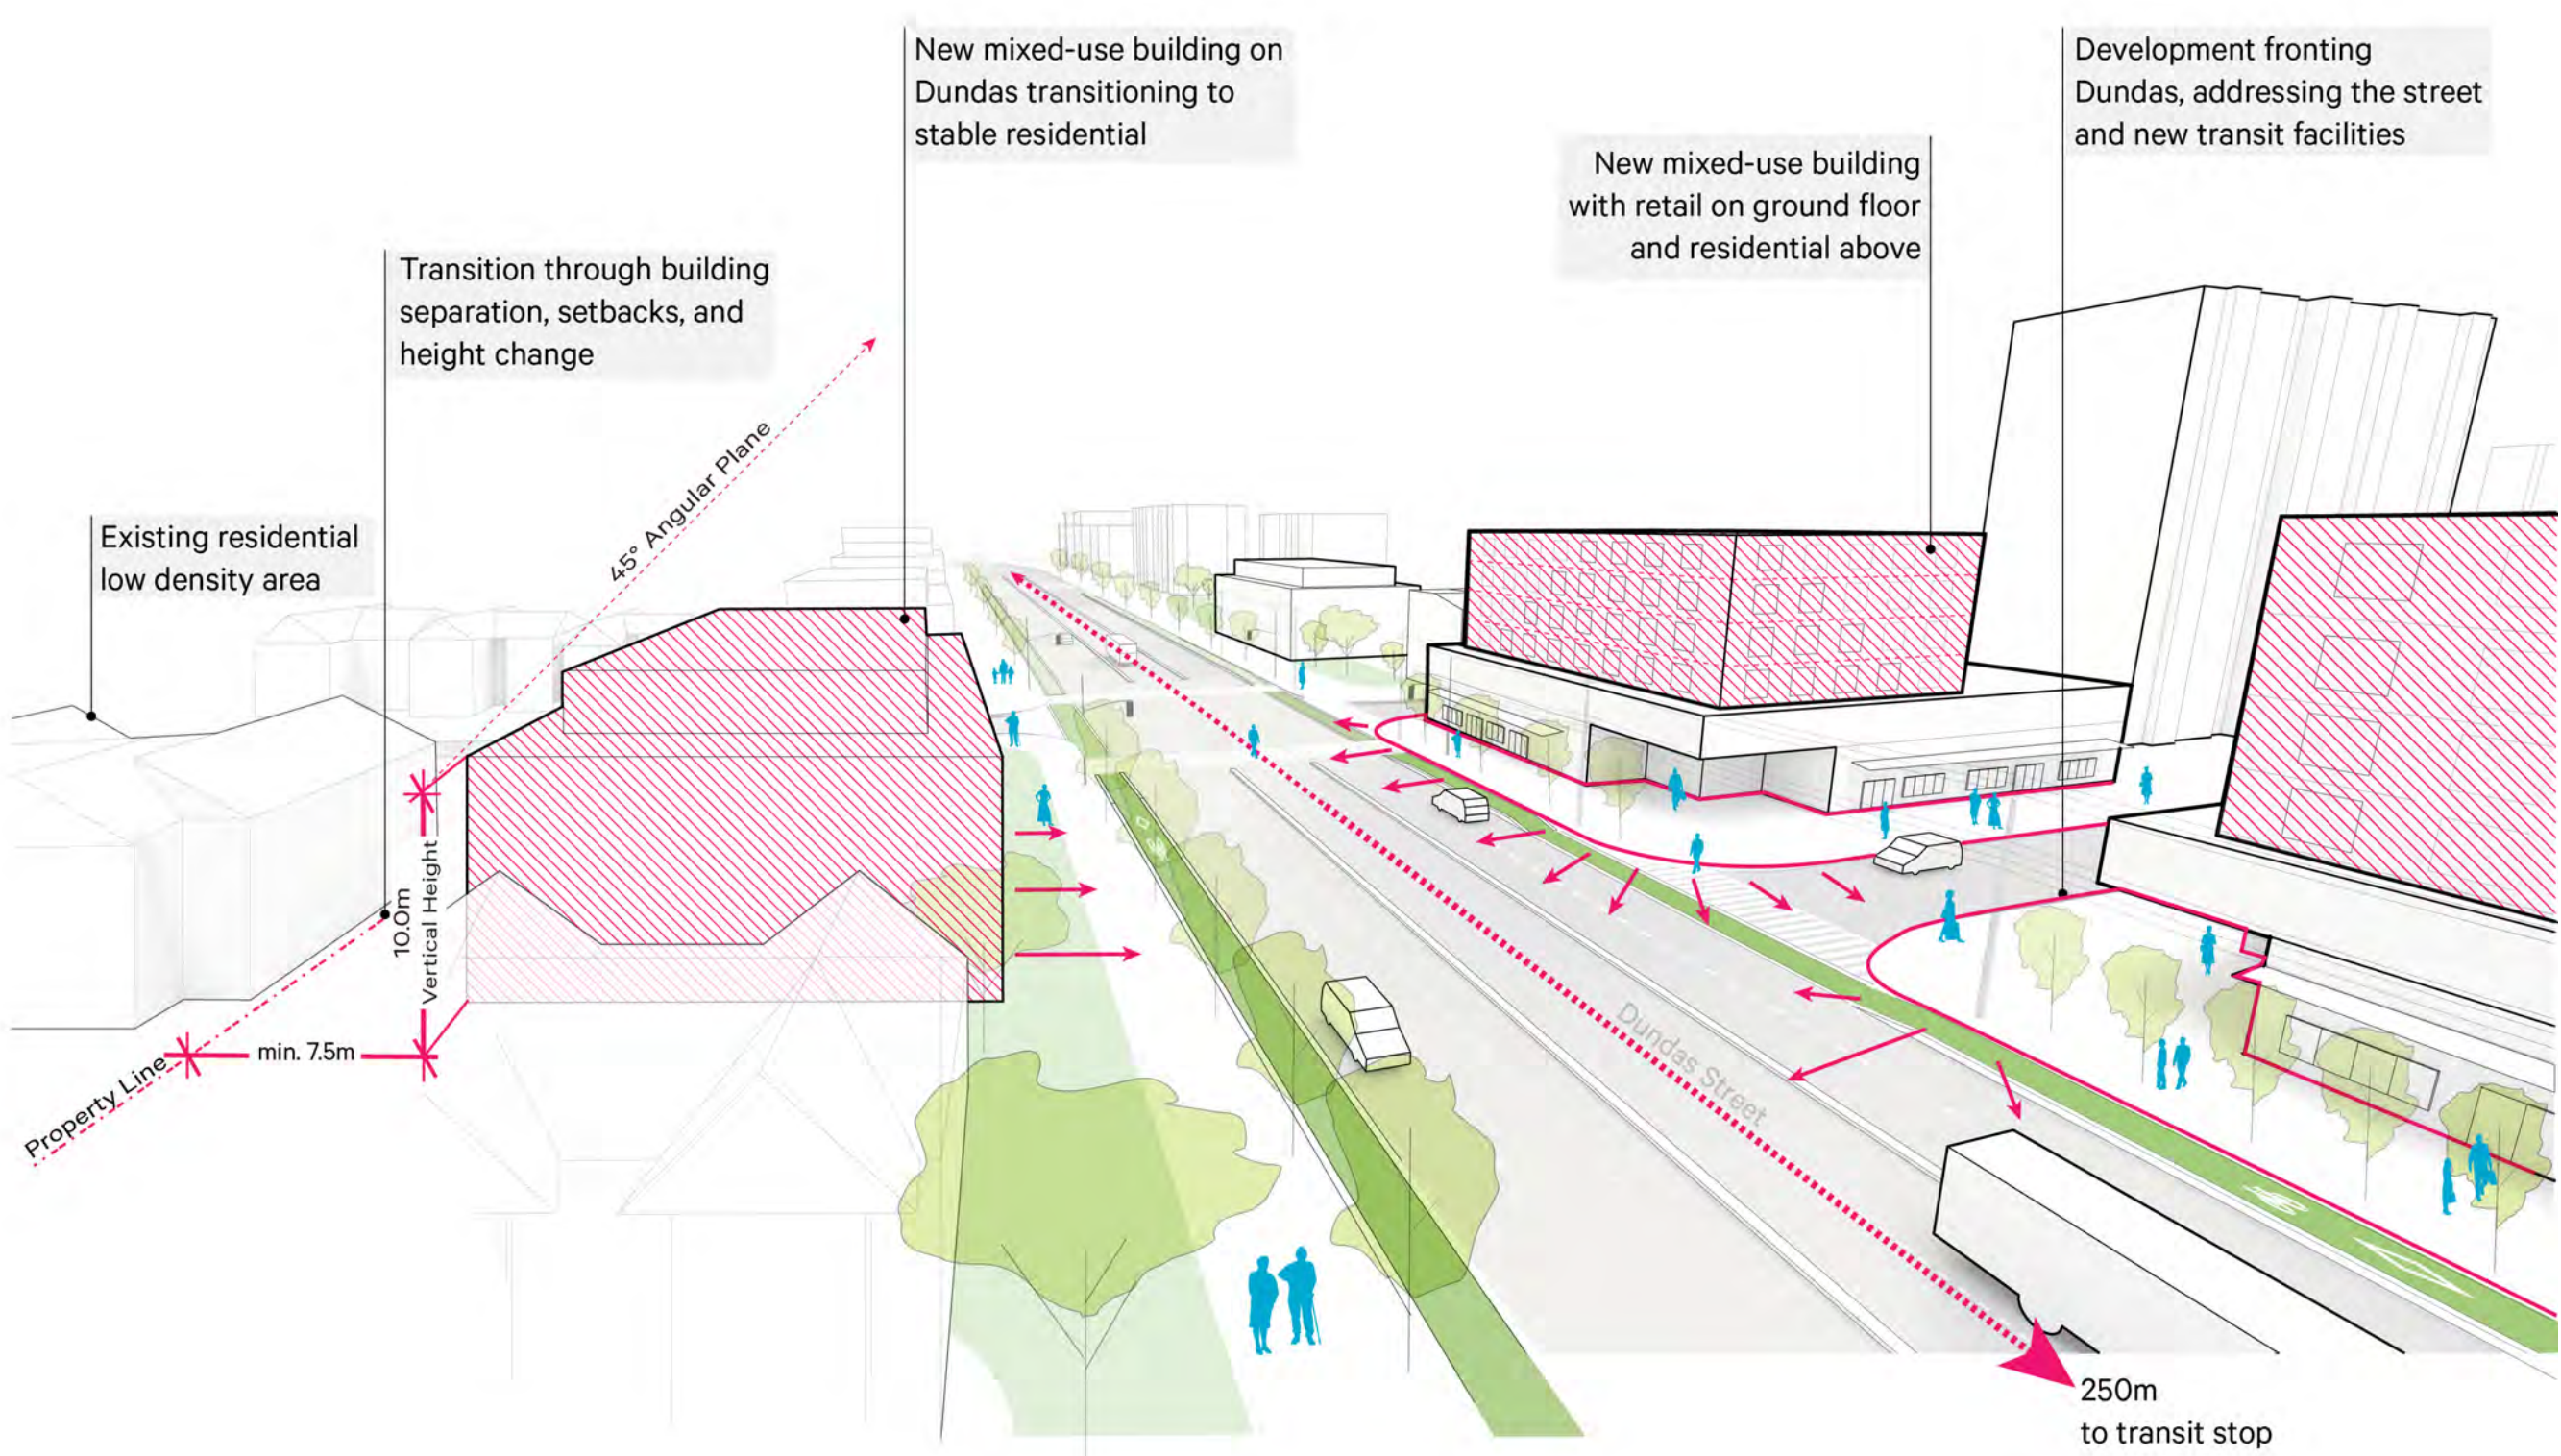 New mixed-use building on
Dundas transitioning to
stable residential
Development fronting
Dundas, addressing the street
and new transit facilities
New mixed-use building
with retail on ground floor
and residential above
Transition through building
separation, setbacks, and
height change
45° Angular Plane
Existing residential
low density area
10.0m
Vertical Height
min. 7.5m
Property Line
Dundas Street
250m
to transit stop